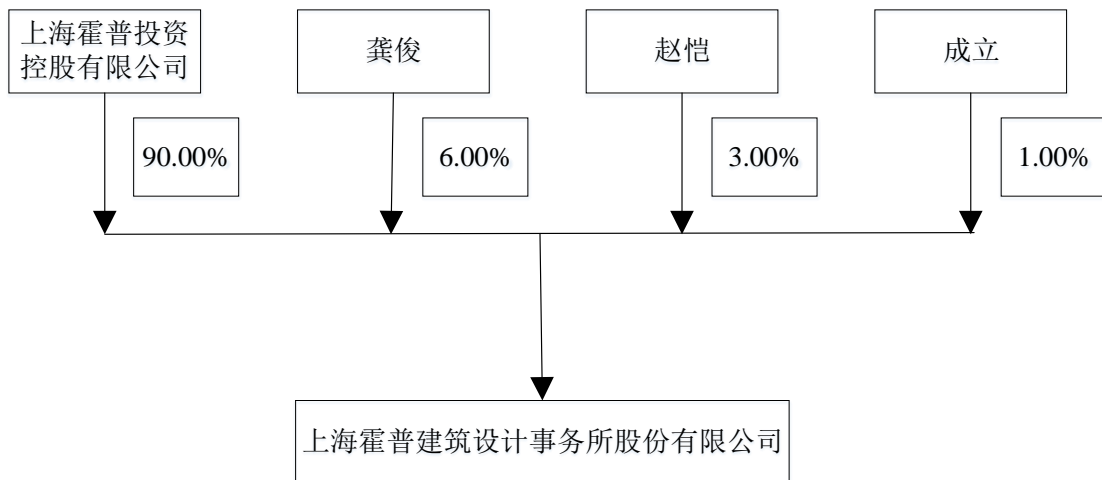 上海霍普投资
控股有限公司
龚俊
赵恺
成立
90.00%
6.00%
3.00%
1.00%
上海霍普建筑设计事务所股份有限公司